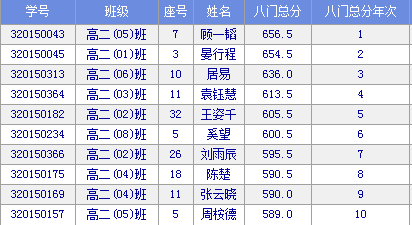 学号 班级 座号 姓名 八门总分 八门总分年次
320150043 高二(05)班 7 顾一韬 656.5 1
320150045 高二(01)班 3 晏行程 654.5 2
320150313 高二(06)班 10 居易 636.0 3
320150364 高二(03)班 11 袁钰慧 613.5 4
320150182 高二(02)班 32 王姿千 605.5 5
320150234 高二(08)班 5 奚望 600.5 6
320150366 高二(02)班 26 刘雨辰 595.5 7
320150175 高二(04)班 18 陈楚 590.5 8
320150169 高二(04)班 11 张云晓 590.0 9
320150157 高二(05)班 5 周桉德 589.0 10